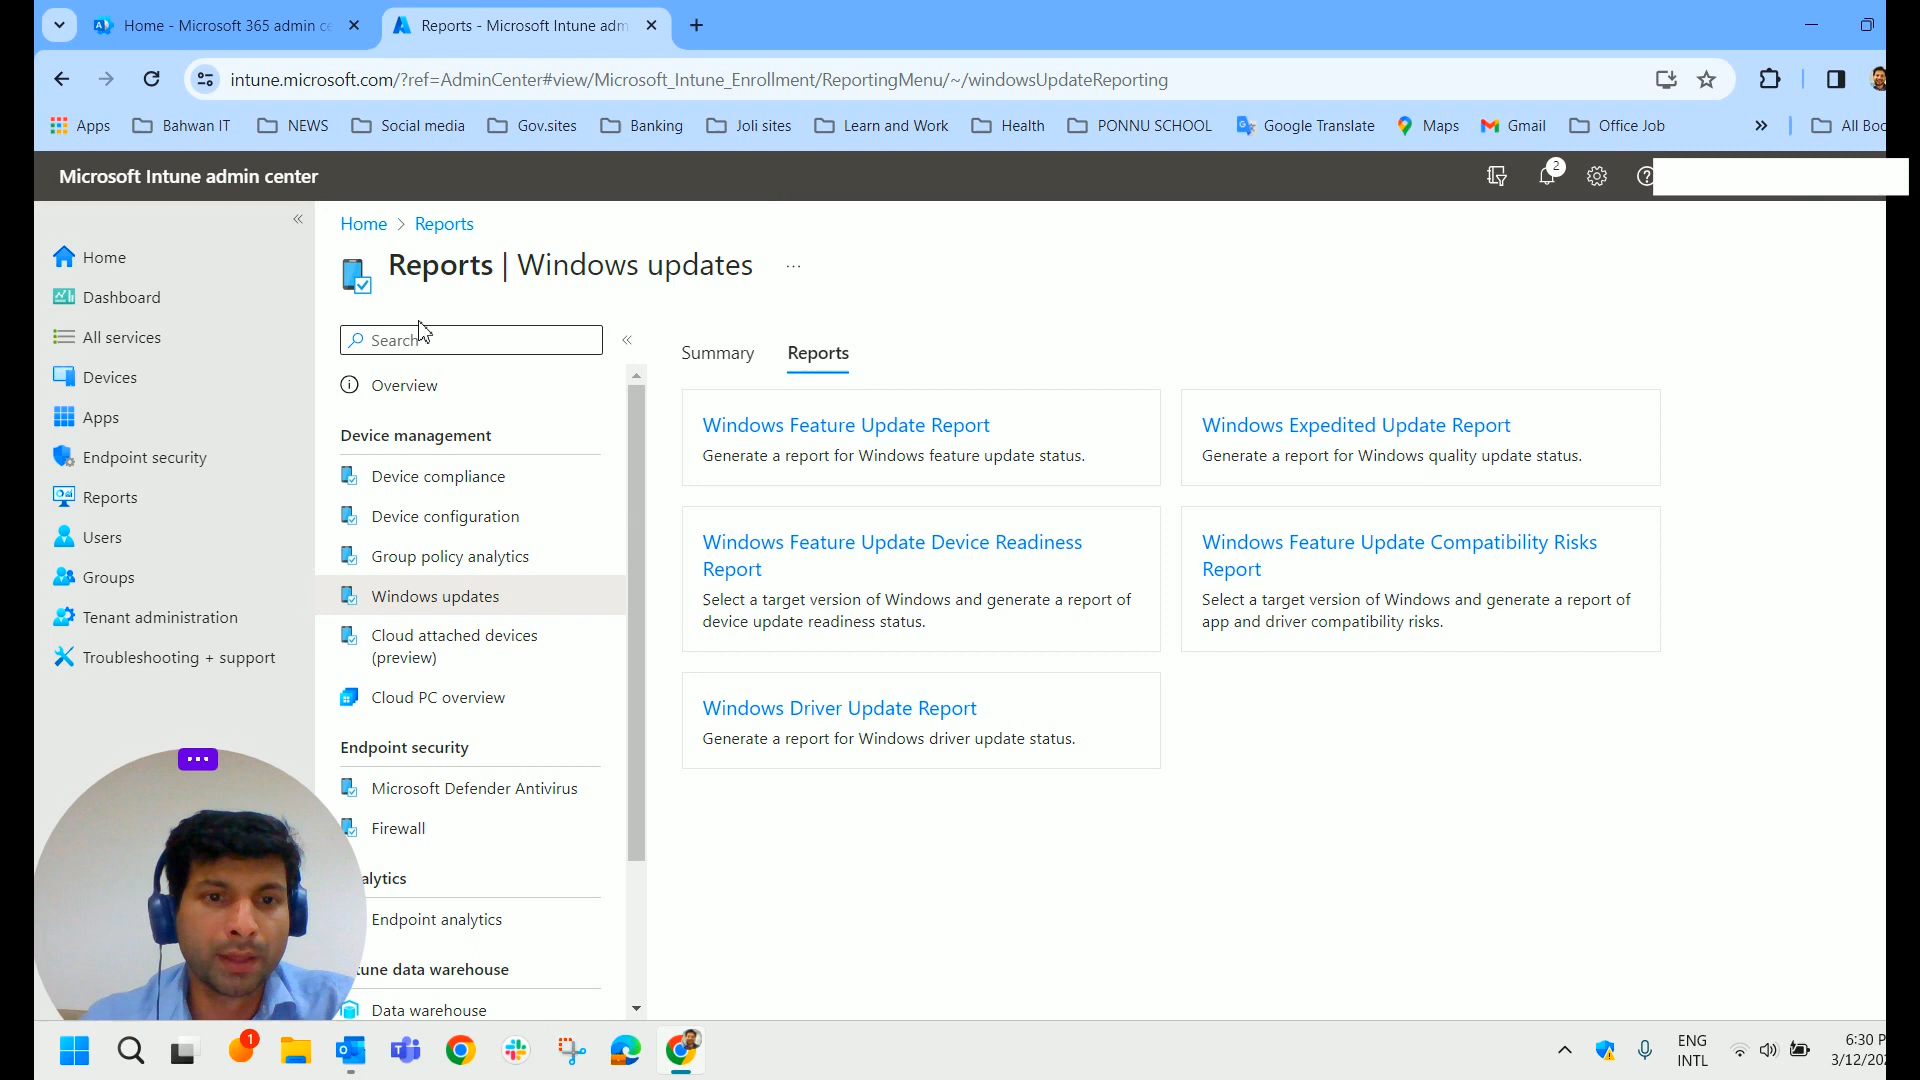 Home - Microsoft 365 admin ce
Reports - Microsoft Intune adm
intune.microsoft.com/?ref=AdminCenter#view/Microsoft_Intune_Enrollment/ReportingMenu/~/windowsUpdateReporting
Apps
Bahwan IT
NEWS
Social media
Gov.sites
Banking
Joli sites
Learn and Work
Health
PONNU SCHOOL
Google Translate
Maps
Gmail
Office Job
»
All Boo
Microsoft Intune admin center
2
Home > Reports
Reports | Windows updates
...
Home
Dashboard
All services
Devices
Apps
Endpoint security
Reports
Users
Groups
Tenant administration
Troubleshooting + support
Search
Overview
Device management
Device compliance
Device configuration
Group policy analytics
Windows updates
Cloud attached devices
(preview)
Cloud PC overview
Endpoint security
Microsoft Defender Antivirus
Firewall
alytics
Endpoint analytics
tune data warehouse
Data warehouse
Summary
Reports
Windows Feature Update Report
Generate a report for Windows feature update status.
Windows Expedited Update Report
Generate a report for Windows quality update status.
Windows Feature Update Device Readiness
Report
Select a target version of Windows and generate a report of
device update readiness status.
Windows Feature Update Compatibility Risks
Report
Select a target version of Windows and generate a report of
app and driver compatibility risks.
Windows Driver Update Report
Generate a report for Windows driver update status.
1
ENG
INTL
6:30 P
3/12/202